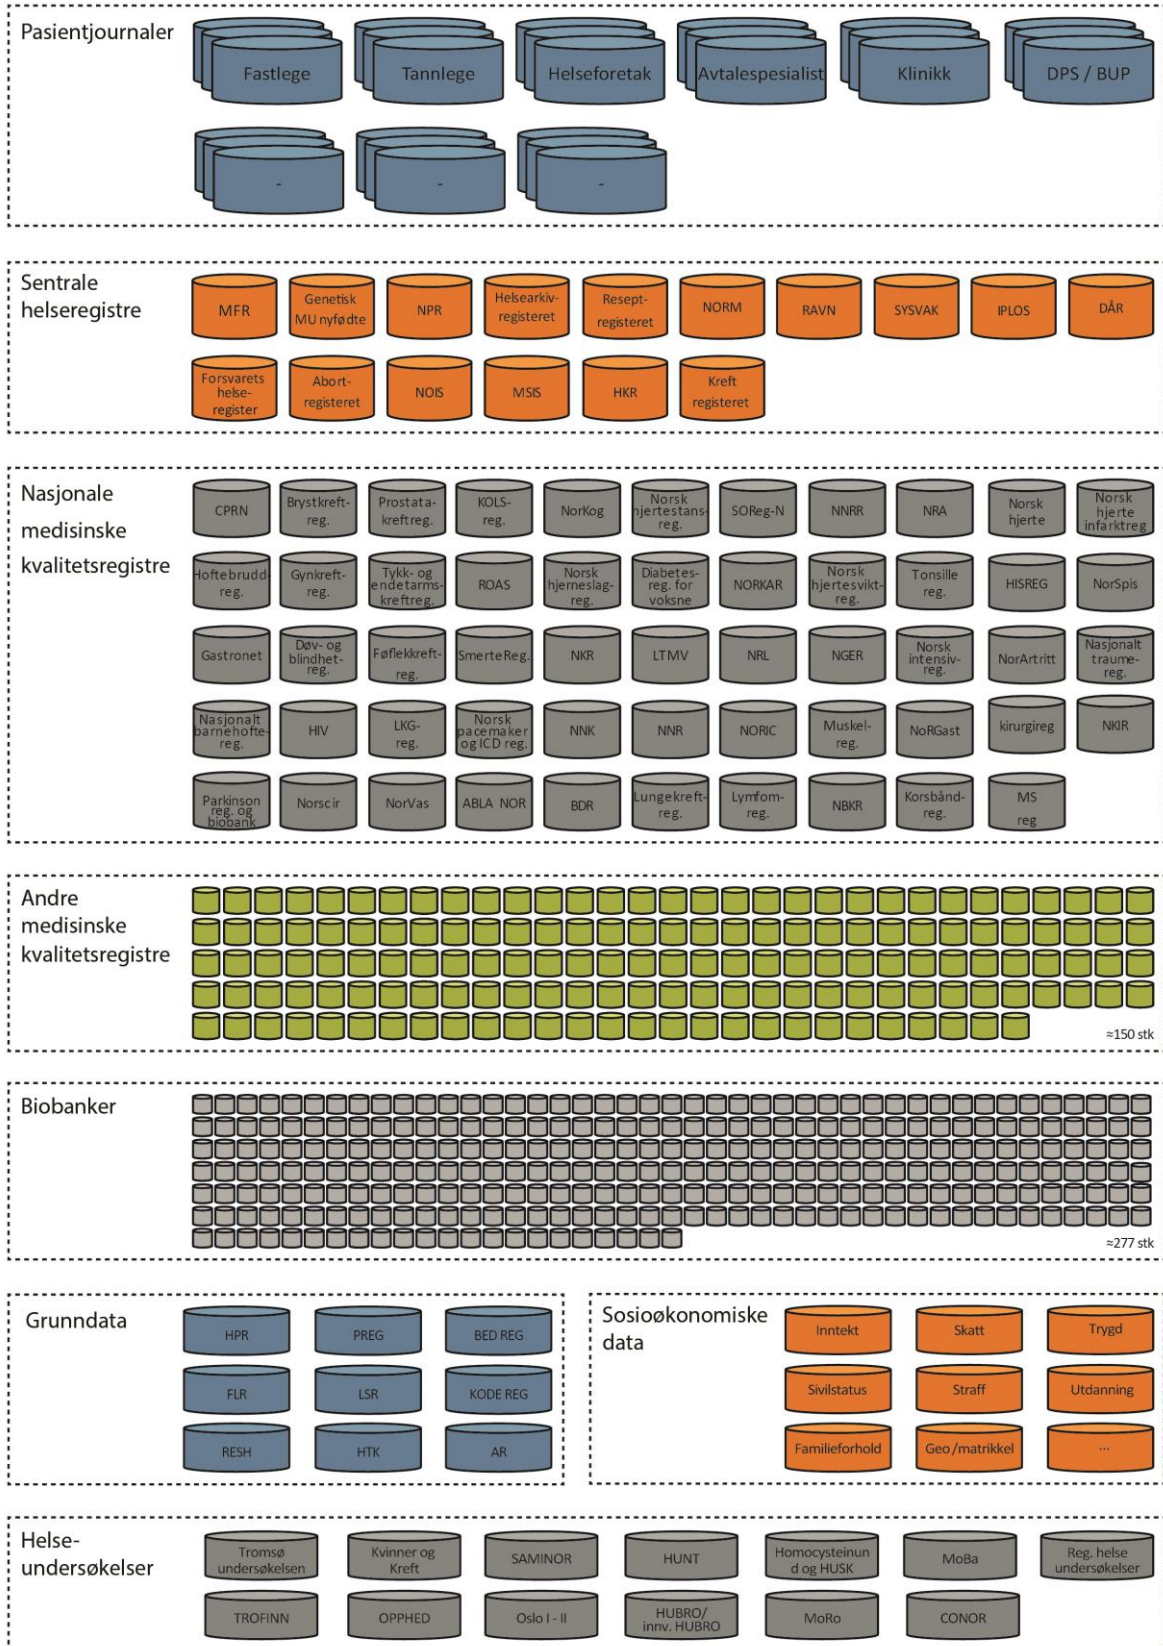 Pasientjournaler
Fastlege
Tannlege
Helseforetak
Avtalespesialist
Klinikk
DPS / BUP
-
-
-
Sentrale
helseregistre
MFR
Genetisk
MU nyfødte
NPR
Helsearkiv-
registeret
Resept-
registeret
NORM
RAVN
SYSVAK
IPLOS
DÅR
Forsvarets
helse-
register
Abort-
registeret
NOIS
MSIS
HKR
Kreft
registeret
Nasjonale
medisinske
kvalitetsregistre
CPRN
Brystkreft-
reg.
Prostata-
kreftreg.
KOLS-
reg.
NorKog
Norsk
hjertestans-
reg.
SOReg-N
NNRR
NRA
Norsk
hjerte
Norsk
hjerte
infarktreg
Hoftebrudd-
reg.
Gynkreft-
reg.
Tykk- og
endetarms-
kreftreg.
ROAS
Norsk
hjerneslag-
reg.
Diabetes-
reg. for
voksne
NORKAR
Norsk
hjertesvikt-
reg.
Tonsille
reg.
HISREG
NorSpis
Gastronet
Døv- og
blindhet-
reg.
Føflekkreft-
reg.
SmerteReg.
NKR
LTMV
NRL
NGER
Norsk
intensiv-
reg.
NorArtritt
Nasjonalt
traume-
reg.
Nasjonalt
barnehofte-
reg.
HIV
LKG-
reg.
Norsk
pacemaker
og ICD reg.
NNK
NNR
NORIC
Muskel-
reg.
NoRGast
kirurgireg
NKIR
Parkinson
reg. og
biobank
Norscir
NorVas
ABLA NOR
BDR
Lungekreft-
reg.
Lymfom-
reg.
NBKR
Korsbånd-
reg.
MS
reg
Andre
medisinske
kvalitetsregistre
≈150 stk
Biobanker
≈277 stk
Grunndata
HPR
PREG
BED REG
FLR
LSR
KODE REG
RESH
HTK
AR
Sosioøkonomiske
data
Inntekt
Skatt
Trygd
Sivilstatus
Straff
Utdanning
Familieforhold
Geo/matrikkel
...
Helse-
undersøkelser
Tromsø
undersøkelsen
Kvinner og
Kreft
SAMINOR
HUNT
Homocysteinun
d og HUSK
MoBa
Reg. helse
undersøkelser
TROFINN
OPPHED
Oslo I - II
HUBRO/
innv. HUBRO
MoRo
CONOR